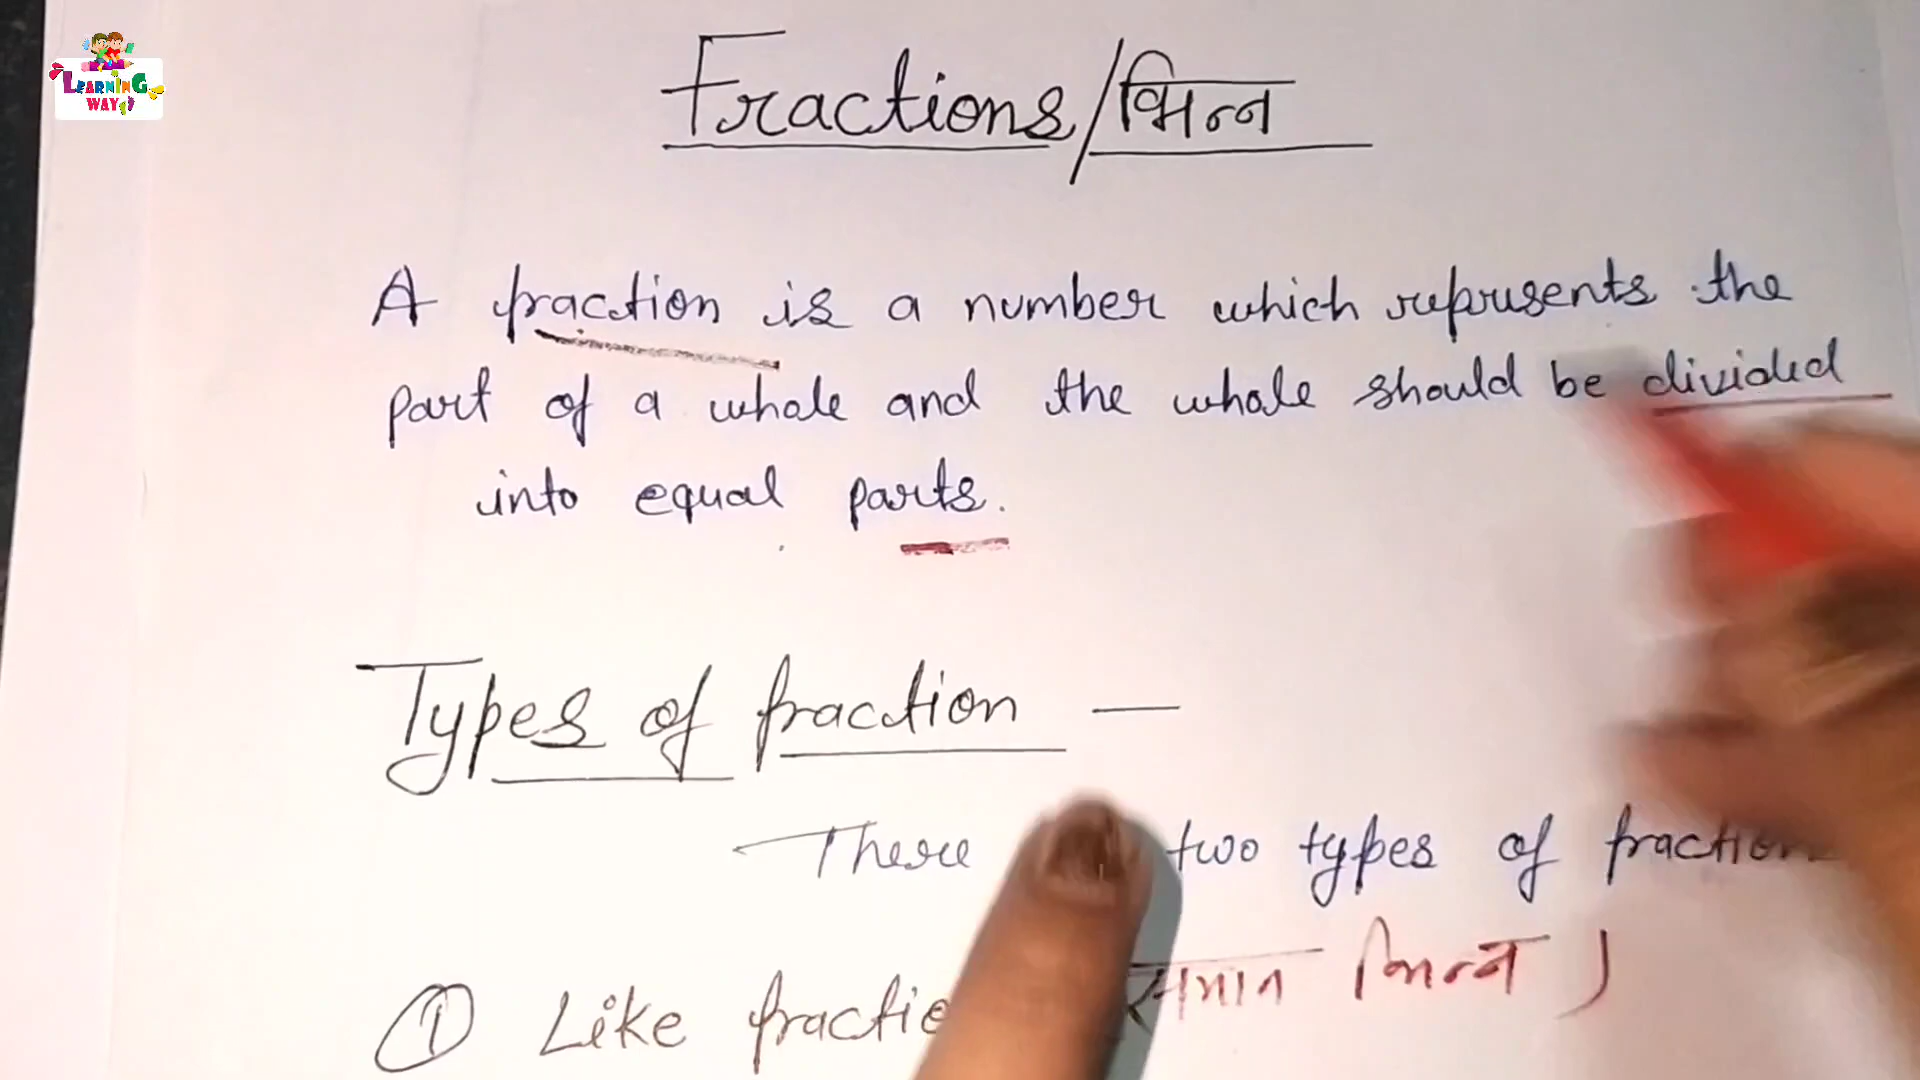 LEARNING
WAY
Fractions/भिन्न
A fraction is a number which represents the
part of a whole and the whole should be divided
into equal parts.
Types of fraction —
There two types of fraction
① Like समान भिन्न )